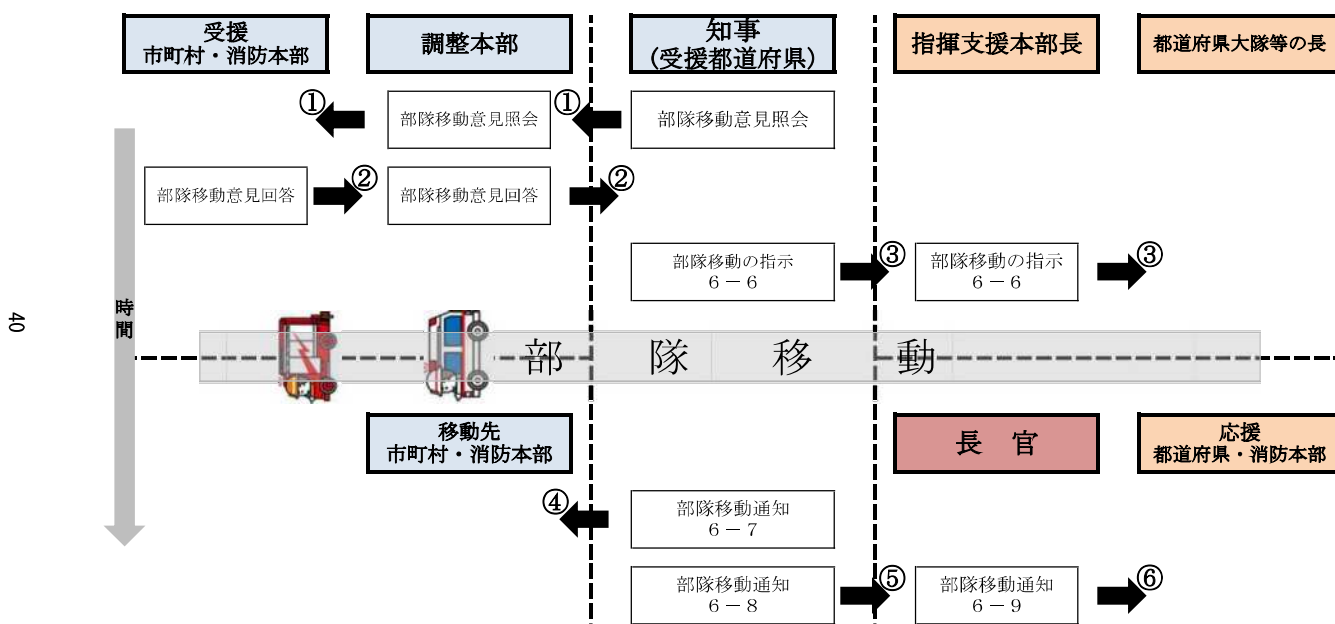 受援
市町村・消防本部
調整本部
知事
(受援都道府県)
指揮支援本部長
都道府県大隊等の長
①
部隊移動意見照会
①
部隊移動意見照会
部隊移動意見回答
②
部隊移動意見回答
②
部隊移動の指示
6-6
③
部隊移動の指示
6-6
③
時間
40
部隊移動
移動先
市町村・消防本部
長 官
応援
都道府県・消防本部
④
部隊移動通知
6-7
部隊移動通知
6-8
⑤
部隊移動通知
6-9
⑥